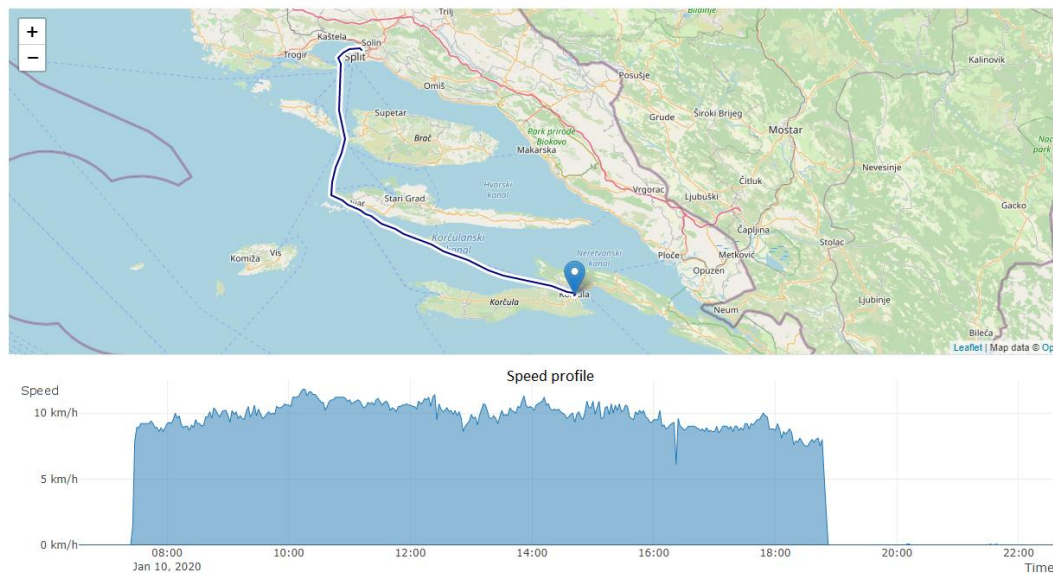 +
−
Trilj
Kaštela
Solin
Trogir
Split
Omiš
Posušje
Kalinovik
Supetar
Brač
Grude
Široki Brijeg
Mostar
Park prirode
Biokovo
Makarska
Nevesinje
Hvarski
kanal
Vrgorac
Ljubuški
Čitluk
Stari Grad
Gacko
Korčulanski
kanal
Čapljina
Stolac
Komiža
Vis
Neretvanski
kanal
Ploče
Metković
Opuzen
Korčula
Korčula
Neum
Ljubinje
Bileća
Leaflet | Map data © Op
Speed profile
Speed
10 km/h
5 km/h
0 km/h
08:00
10:00
12:00
14:00
16:00
18:00
20:00
22:00
Jan 10, 2020
Time